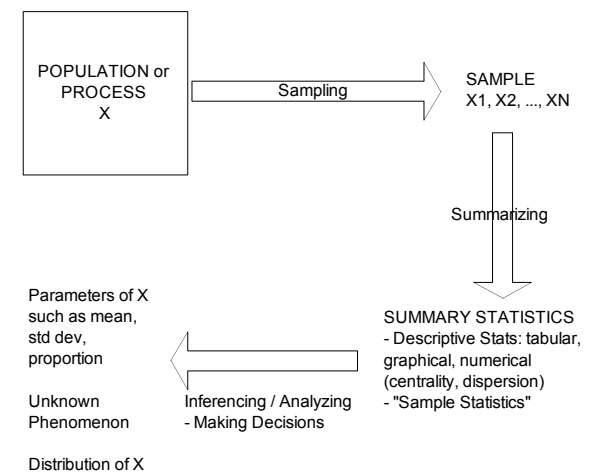 POPULATION or
PROCESS
X
Sampling
SAMPLE
X1, X2, ..., XN
Summarizing
SUMMARY STATISTICS
- Descriptive Stats: tabular,
graphical, numerical
(centrality, dispersion)
- "Sample Statistics"
Inferencing / Analyzing
- Making Decisions
Parameters of X
such as mean,
std dev,
proportion
Unknown
Phenomenon
Distribution of X